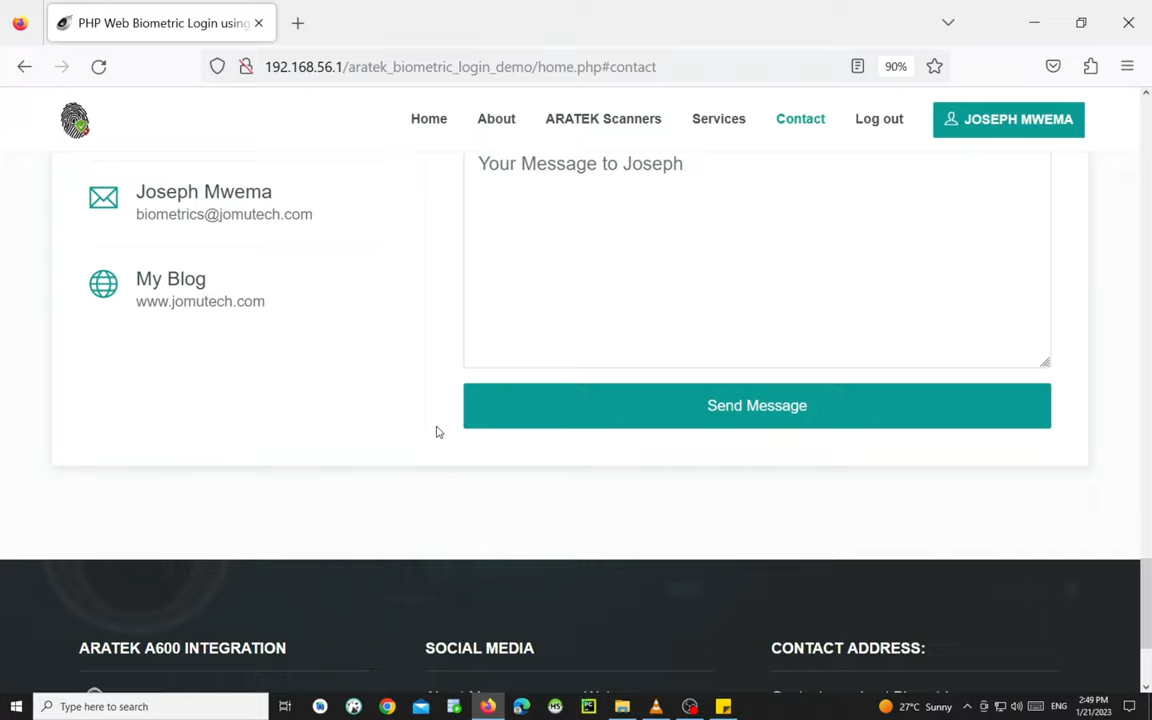 PHP Web Biometric Login using
192.168.56.1/aratek_biometric_login_demo/home.php#contact
90%
Home About ARATEK Scanners Services Contact Log out JOSEPH MWEMA
Your Message to Joseph
Joseph Mwema
biometrics@jomutech.com
My Blog
www.jomutech.com
Send Message
ARATEK A600 INTEGRATION SOCIAL MEDIA CONTACT ADDRESS:
Type here to search
27°C Sunny
ENG
2:49 PM
1/21/2023